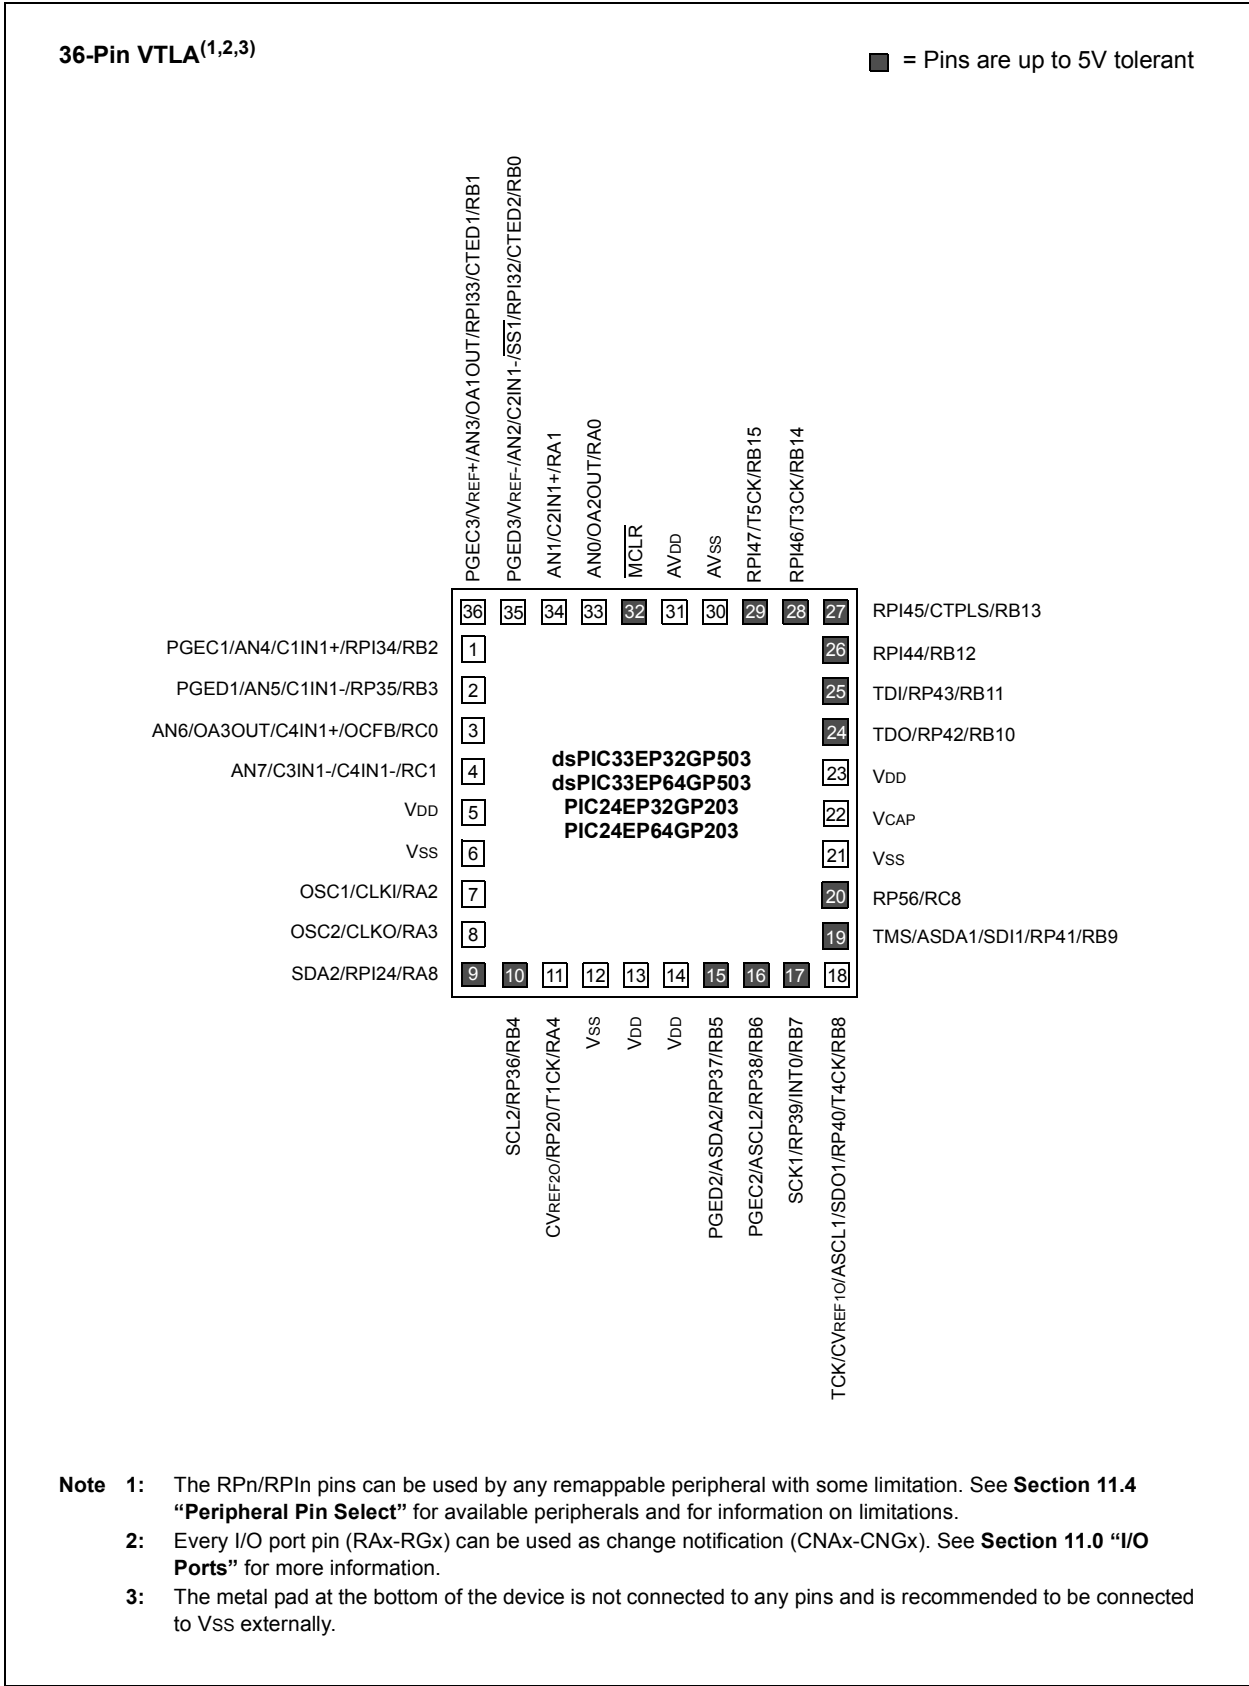 36-Pin VTLA(1,2,3)
= Pins are up to 5V tolerant
PGEC3/VREF+/AN3/OA1OUT/RPI33/CTED1/RB1
PGED3/VREF-/AN2/C2IN1-/SS1/RPI32/CTED2/RB0
AN1/C2IN1+/RA1
AN0/OA2OUT/RA0
MCLR
AVDD
AVSS
RPI47/T5CK/RB15
RPI46/T3CK/RB14
36 35 34 33 32 31 30 29 28 27 RPI45/CTPLS/RB13
PGEC1/AN4/C1IN1+/RPI34/RB2 1
26 RPI44/RB12
PGED1/AN5/C1IN1-/RP35/RB3 2
25 TDI/RP43/RB11
AN6/OA3OUT/C4IN1+/OCFB/RC0 3
24 TDO/RP42/RB10
AN7/C3IN1-/C4IN1-/RC1 4
23 VDD
dsPIC33EP32GP503
dsPIC33EP64GP503
PIC24EP32GP203
PIC24EP64GP203
VDD 5
22 VCAP
VSS 6
21 VSS
OSC1/CLKI/RA2 7
20 RP56/RC8
OSC2/CLKO/RA3 8
19 TMS/ASDA1/SDI1/RP41/RB9
SDA2/RPI24/RA8 9 10 11 12 13 14 15 16 17 18
SCL2/RP36/RB4
CVREF2O/RP20/T1CK/RA4
VSS
VDD
VDD
PGED2/ASDA2/RP37/RB5
PGEC2/ASCL2/RP38/RB6
SCK1/RP39/INT0/RB7
TCK/CVREF1O/ASCL1/SDO1/RP40/T4CK/RB8
Note 1: The RPn/RPIn pins can be used by any remappable peripheral with some limitation. See Section 11.4
“Peripheral Pin Select” for available peripherals and for information on limitations.
2: Every I/O port pin (RAx-RGx) can be used as change notification (CNAx-CNGx). See Section 11.0 “I/O
Ports” for more information.
3: The metal pad at the bottom of the device is not connected to any pins and is recommended to be connected
to VSS externally.